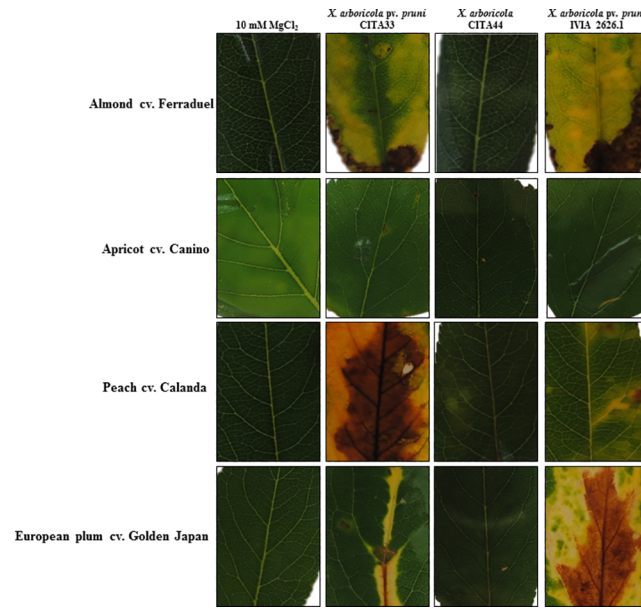 10 mM MgCl₂
X. arboricola pv. pruni
CITA33
X. arboricola
CITA44
X. arboricola pv. prun
IVIA 2626.1
Almond cv. Ferraduel
Apricot cv. Canino
Peach cv. Calanda
European plum cv. Golden Japan